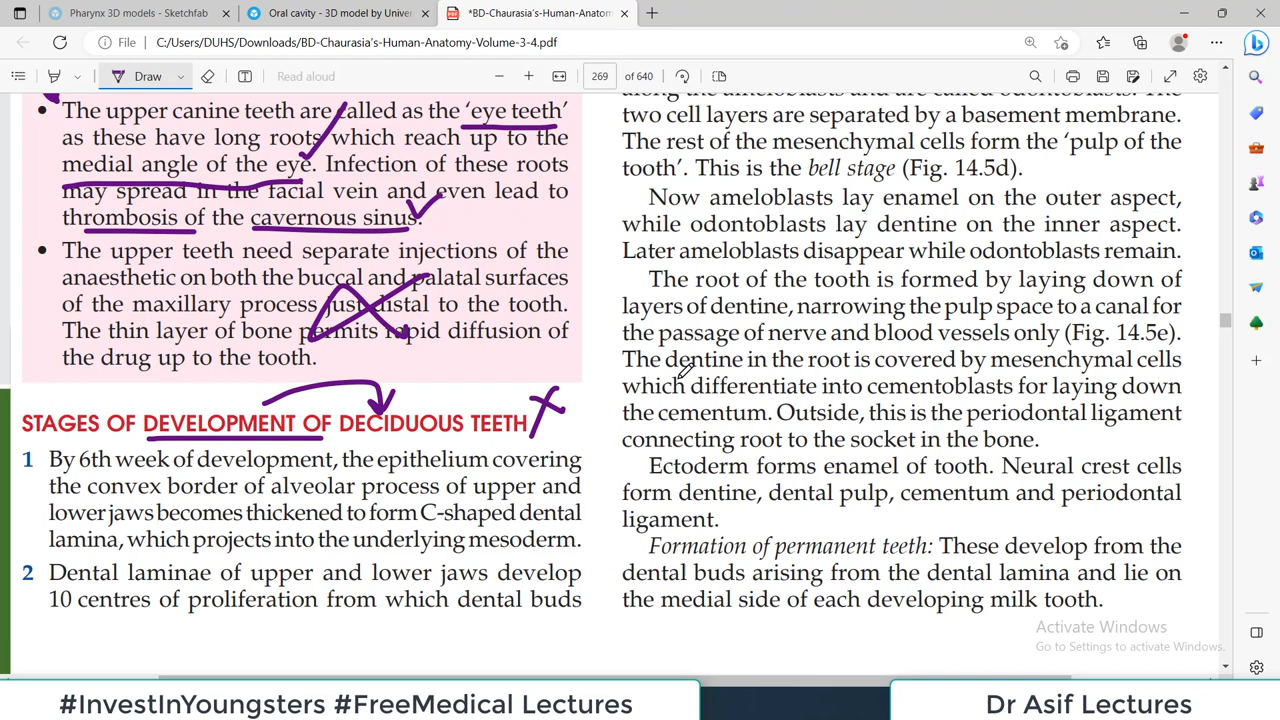 Pharynx 3D models - Sketchfab
Oral cavity - 3D model by Univer
*BD-Chaurasia's-Human-Anatom
File
C:/Users/DUHS/Downloads/BD-Chaurasia's-Human-Anatomy-Volume-3-4.pdf
Draw
Read aloud
269 of 640
• The upper canine teeth are called as the 'eye teeth'
as these have long roots which reach up to the
medial angle of the eye. Infection of these roots
may spread in the facial vein and even lead to
thrombosis of the cavernous sinus.
• The upper teeth need separate injections of the
anaesthetic on both the buccal and palatal surfaces
of the maxillary process just distal to the tooth.
The thin layer of bone permits rapid diffusion of
the drug up to the tooth.
STAGES OF DEVELOPMENT OF DECIDUOUS TEETH
1 By 6th week of development, the epithelium covering
the convex border of alveolar process of upper and
lower jaws becomes thickened to form C-shaped dental
lamina, which projects into the underlying mesoderm.
2 Dental laminae of upper and lower jaws develop
10 centres of proliferation from which dental buds
along the ameloblasts and are called odontoblasts. The
two cell layers are separated by a basement membrane.
The rest of the mesenchymal cells form the 'pulp of the
tooth'. This is the bell stage (Fig. 14.5d).
Now ameloblasts lay enamel on the outer aspect,
while odontoblasts lay dentine on the inner aspect.
Later ameloblasts disappear while odontoblasts remain.
The root of the tooth is formed by laying down of
layers of dentine, narrowing the pulp space to a canal for
the passage of nerve and blood vessels only (Fig. 14.5e).
The dentine in the root is covered by mesenchymal cells
which differentiate into cementoblasts for laying down
the cementum. Outside, this is the periodontal ligament
connecting root to the socket in the bone.
Ectoderm forms enamel of tooth. Neural crest cells
form dentine, dental pulp, cementum and periodontal
ligament.
Formation of permanent teeth: These develop from the
dental buds arising from the dental lamina and lie on
the medial side of each developing milk tooth.
Activate Windows
Go to Settings to activate Windows.
#InvestInYoungsters #FreeMedical Lectures
Dr Asif Lectures